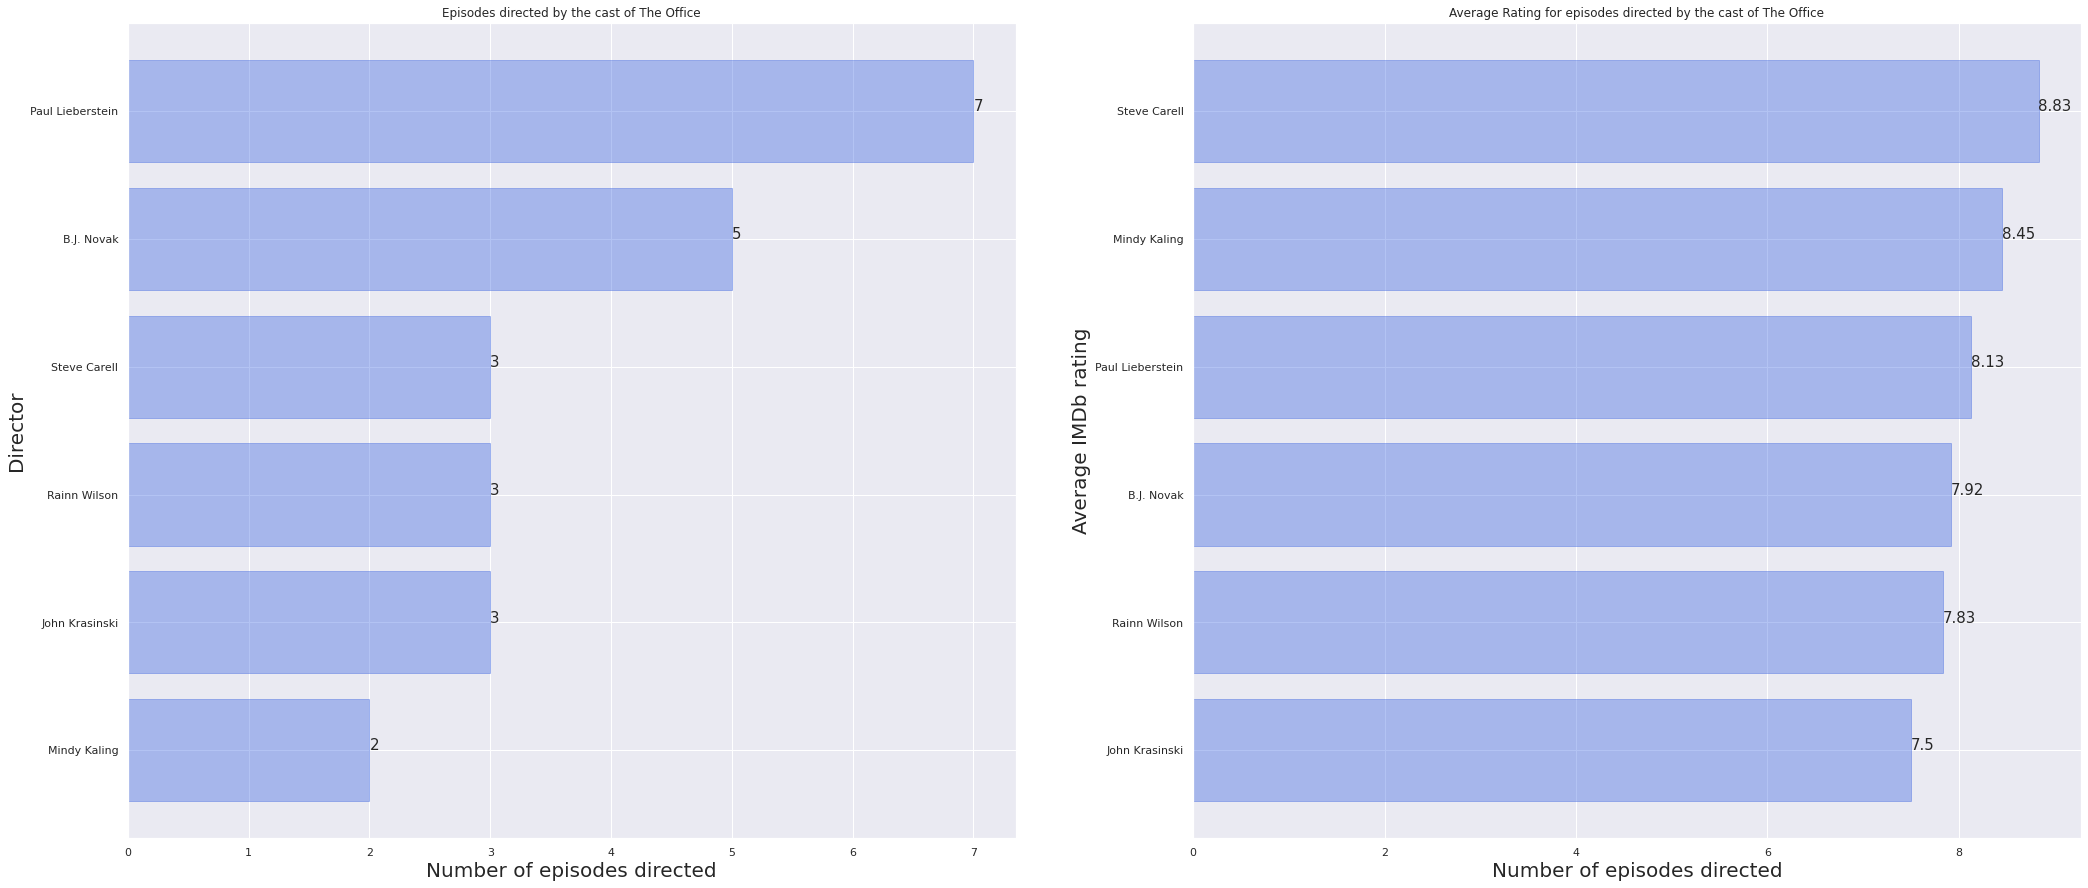 Episodes directed by the cast of The Office
Director
Paul Lieberstein
7
B.J. Novak
5
Steve Carell
3
Rainn Wilson
3
John Krasinski
3
Mindy Kaling
2
0 1 2 3 4 5 6 7
Number of episodes directed
Average Rating for episodes directed by the cast of The Office
Average IMDb rating
Steve Carell
8.83
Mindy Kaling
8.45
Paul Lieberstein
8.13
B.J. Novak
7.92
Rainn Wilson
7.83
John Krasinski
7.5
0 2 4 6 8
Number of episodes directed